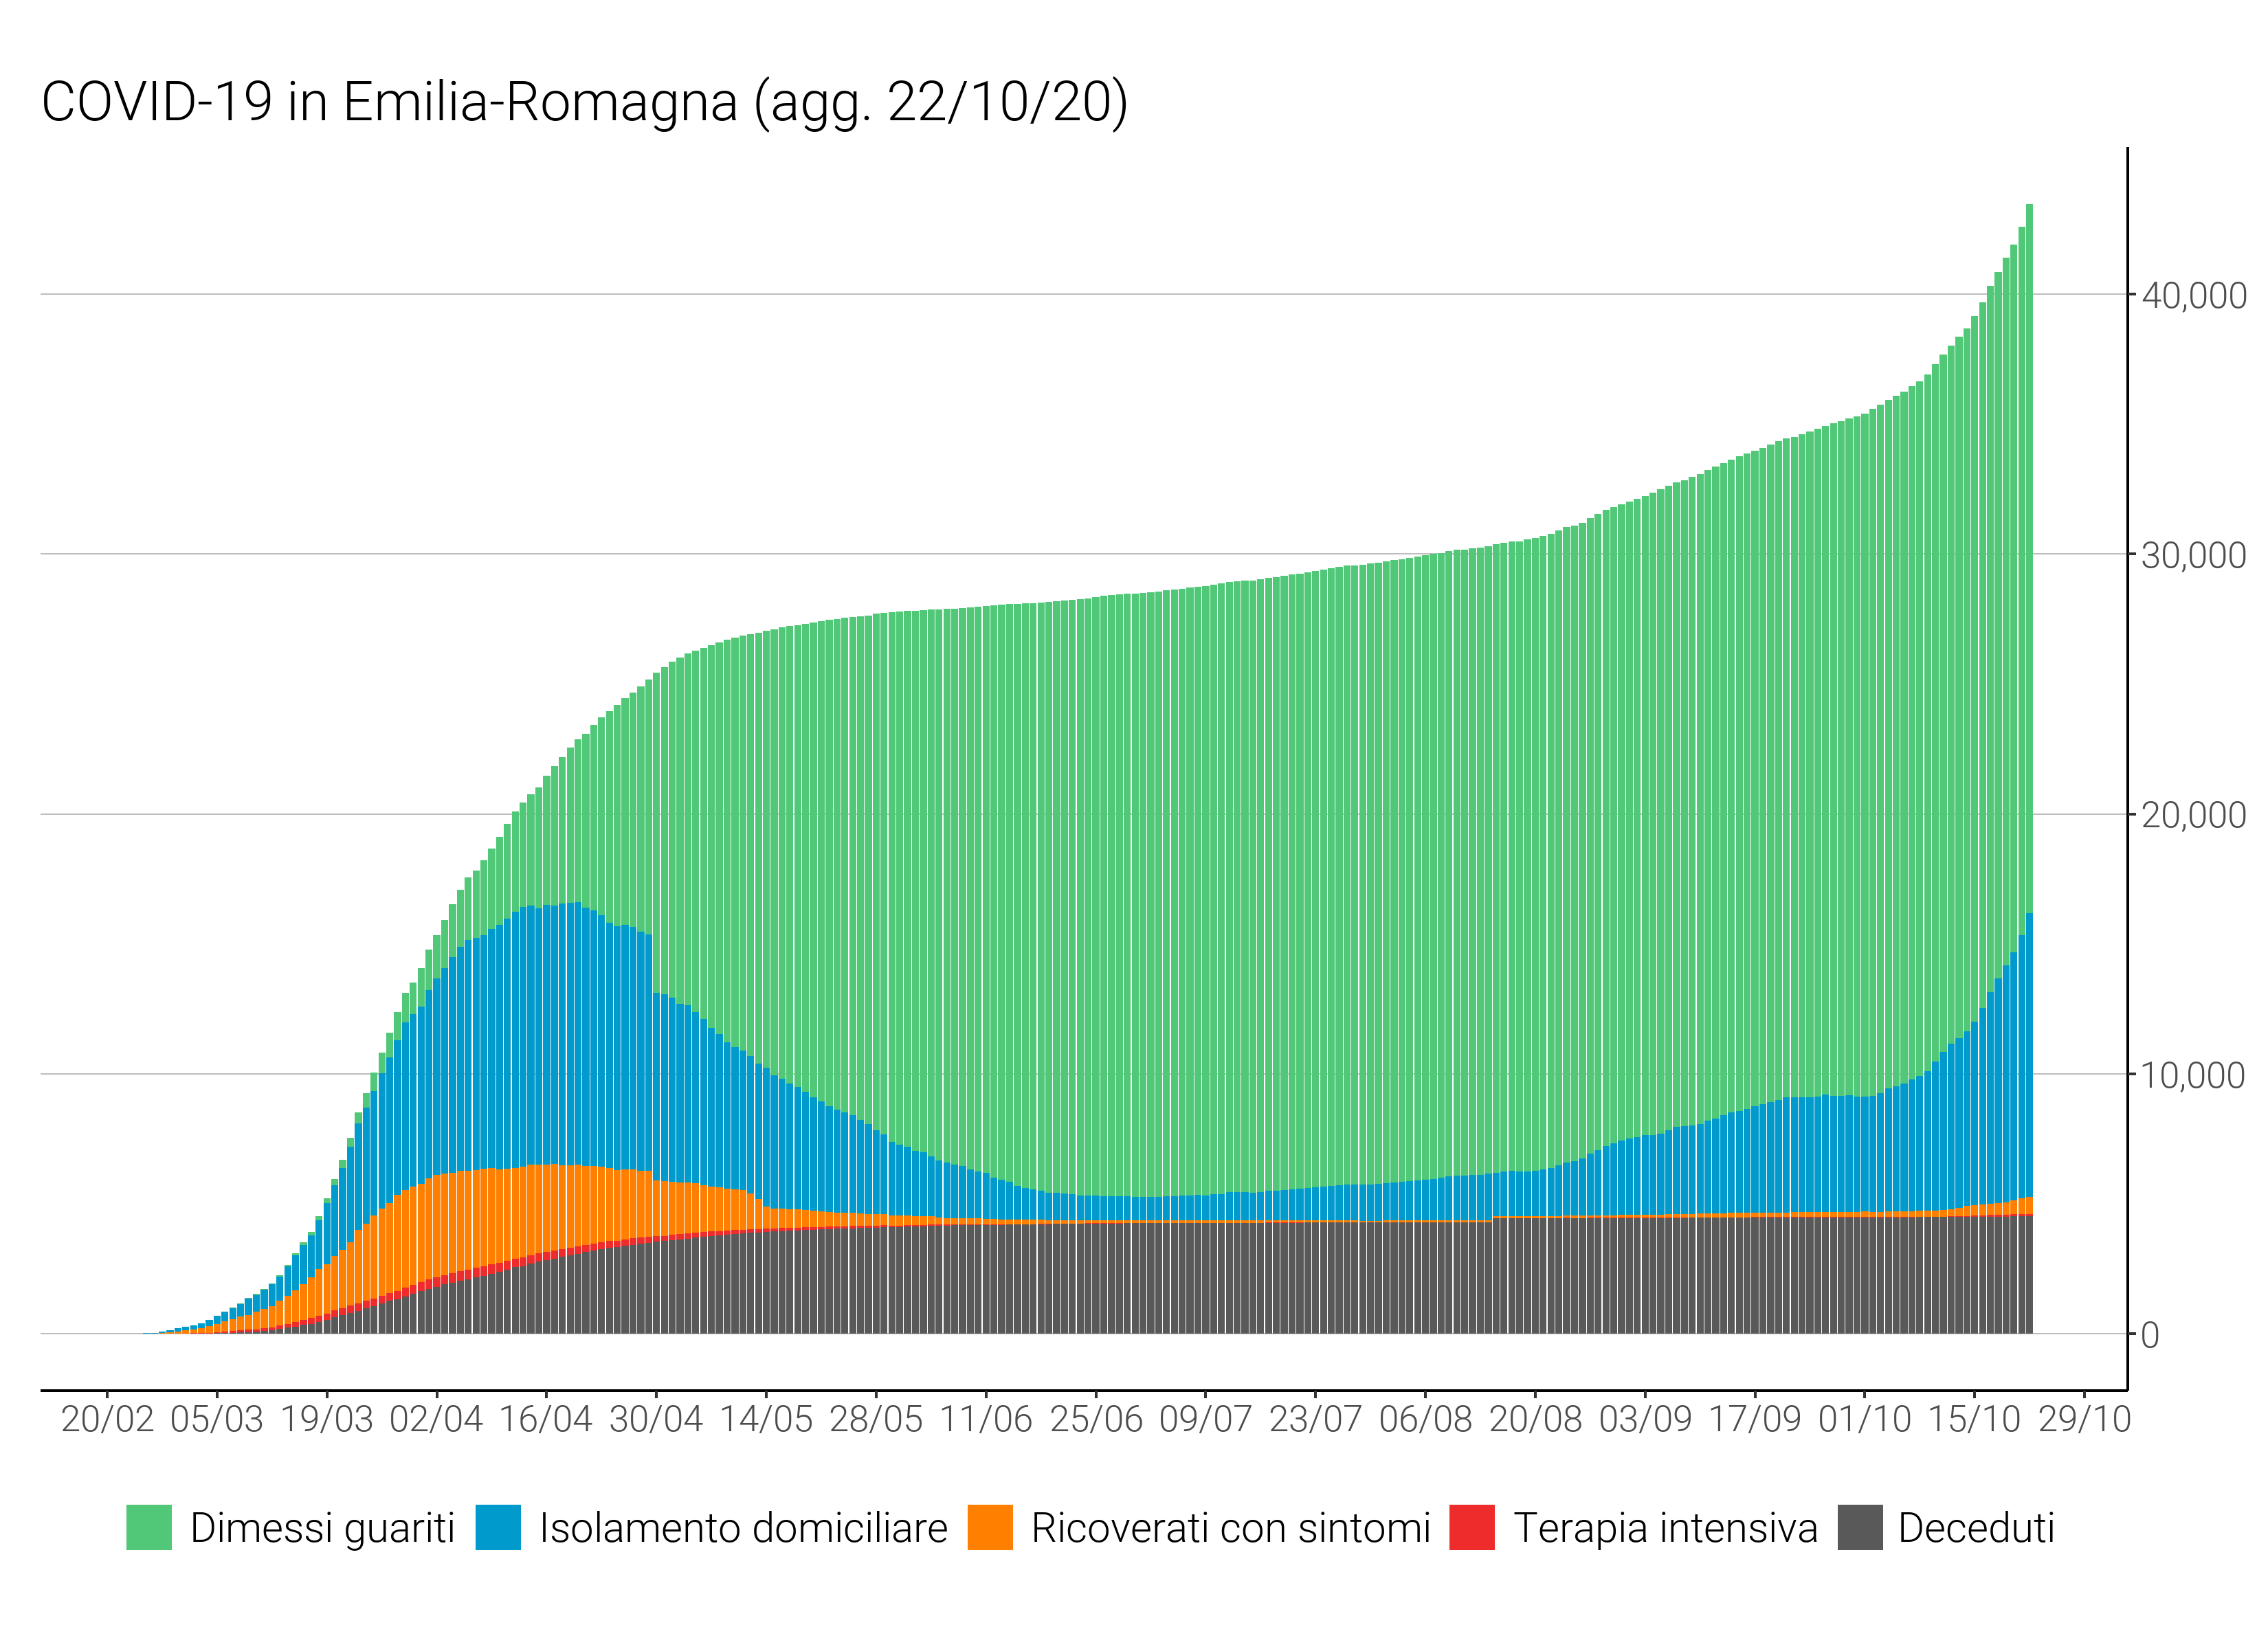 COVID-19 in Emilia-Romagna (agg. 22/10/20)
40,000
30,000
20,000
10,000
0
20/02 05/03 19/03 02/04 16/04 30/04 14/05 28/05 11/06 25/06 09/07 23/07 06/08 20/08 03/09 17/09 01/10 15/10 29/10
Dimessi guariti Isolamento domiciliare Ricoverati con sintomi Terapia intensiva Deceduti